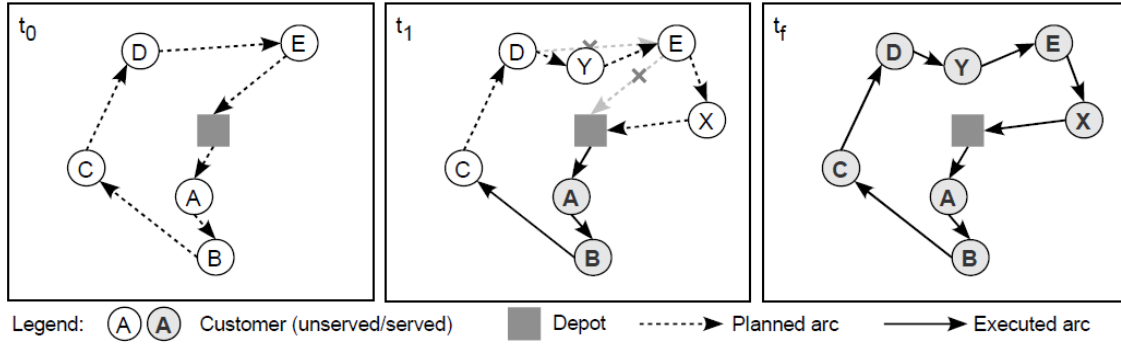 t0 t1 tf
D E
C
A
B
D Y E
X
C
A
B
D Y E
X
C
A
B
Legend: A A Customer (unserved/served) Depot Planned arc Executed arc